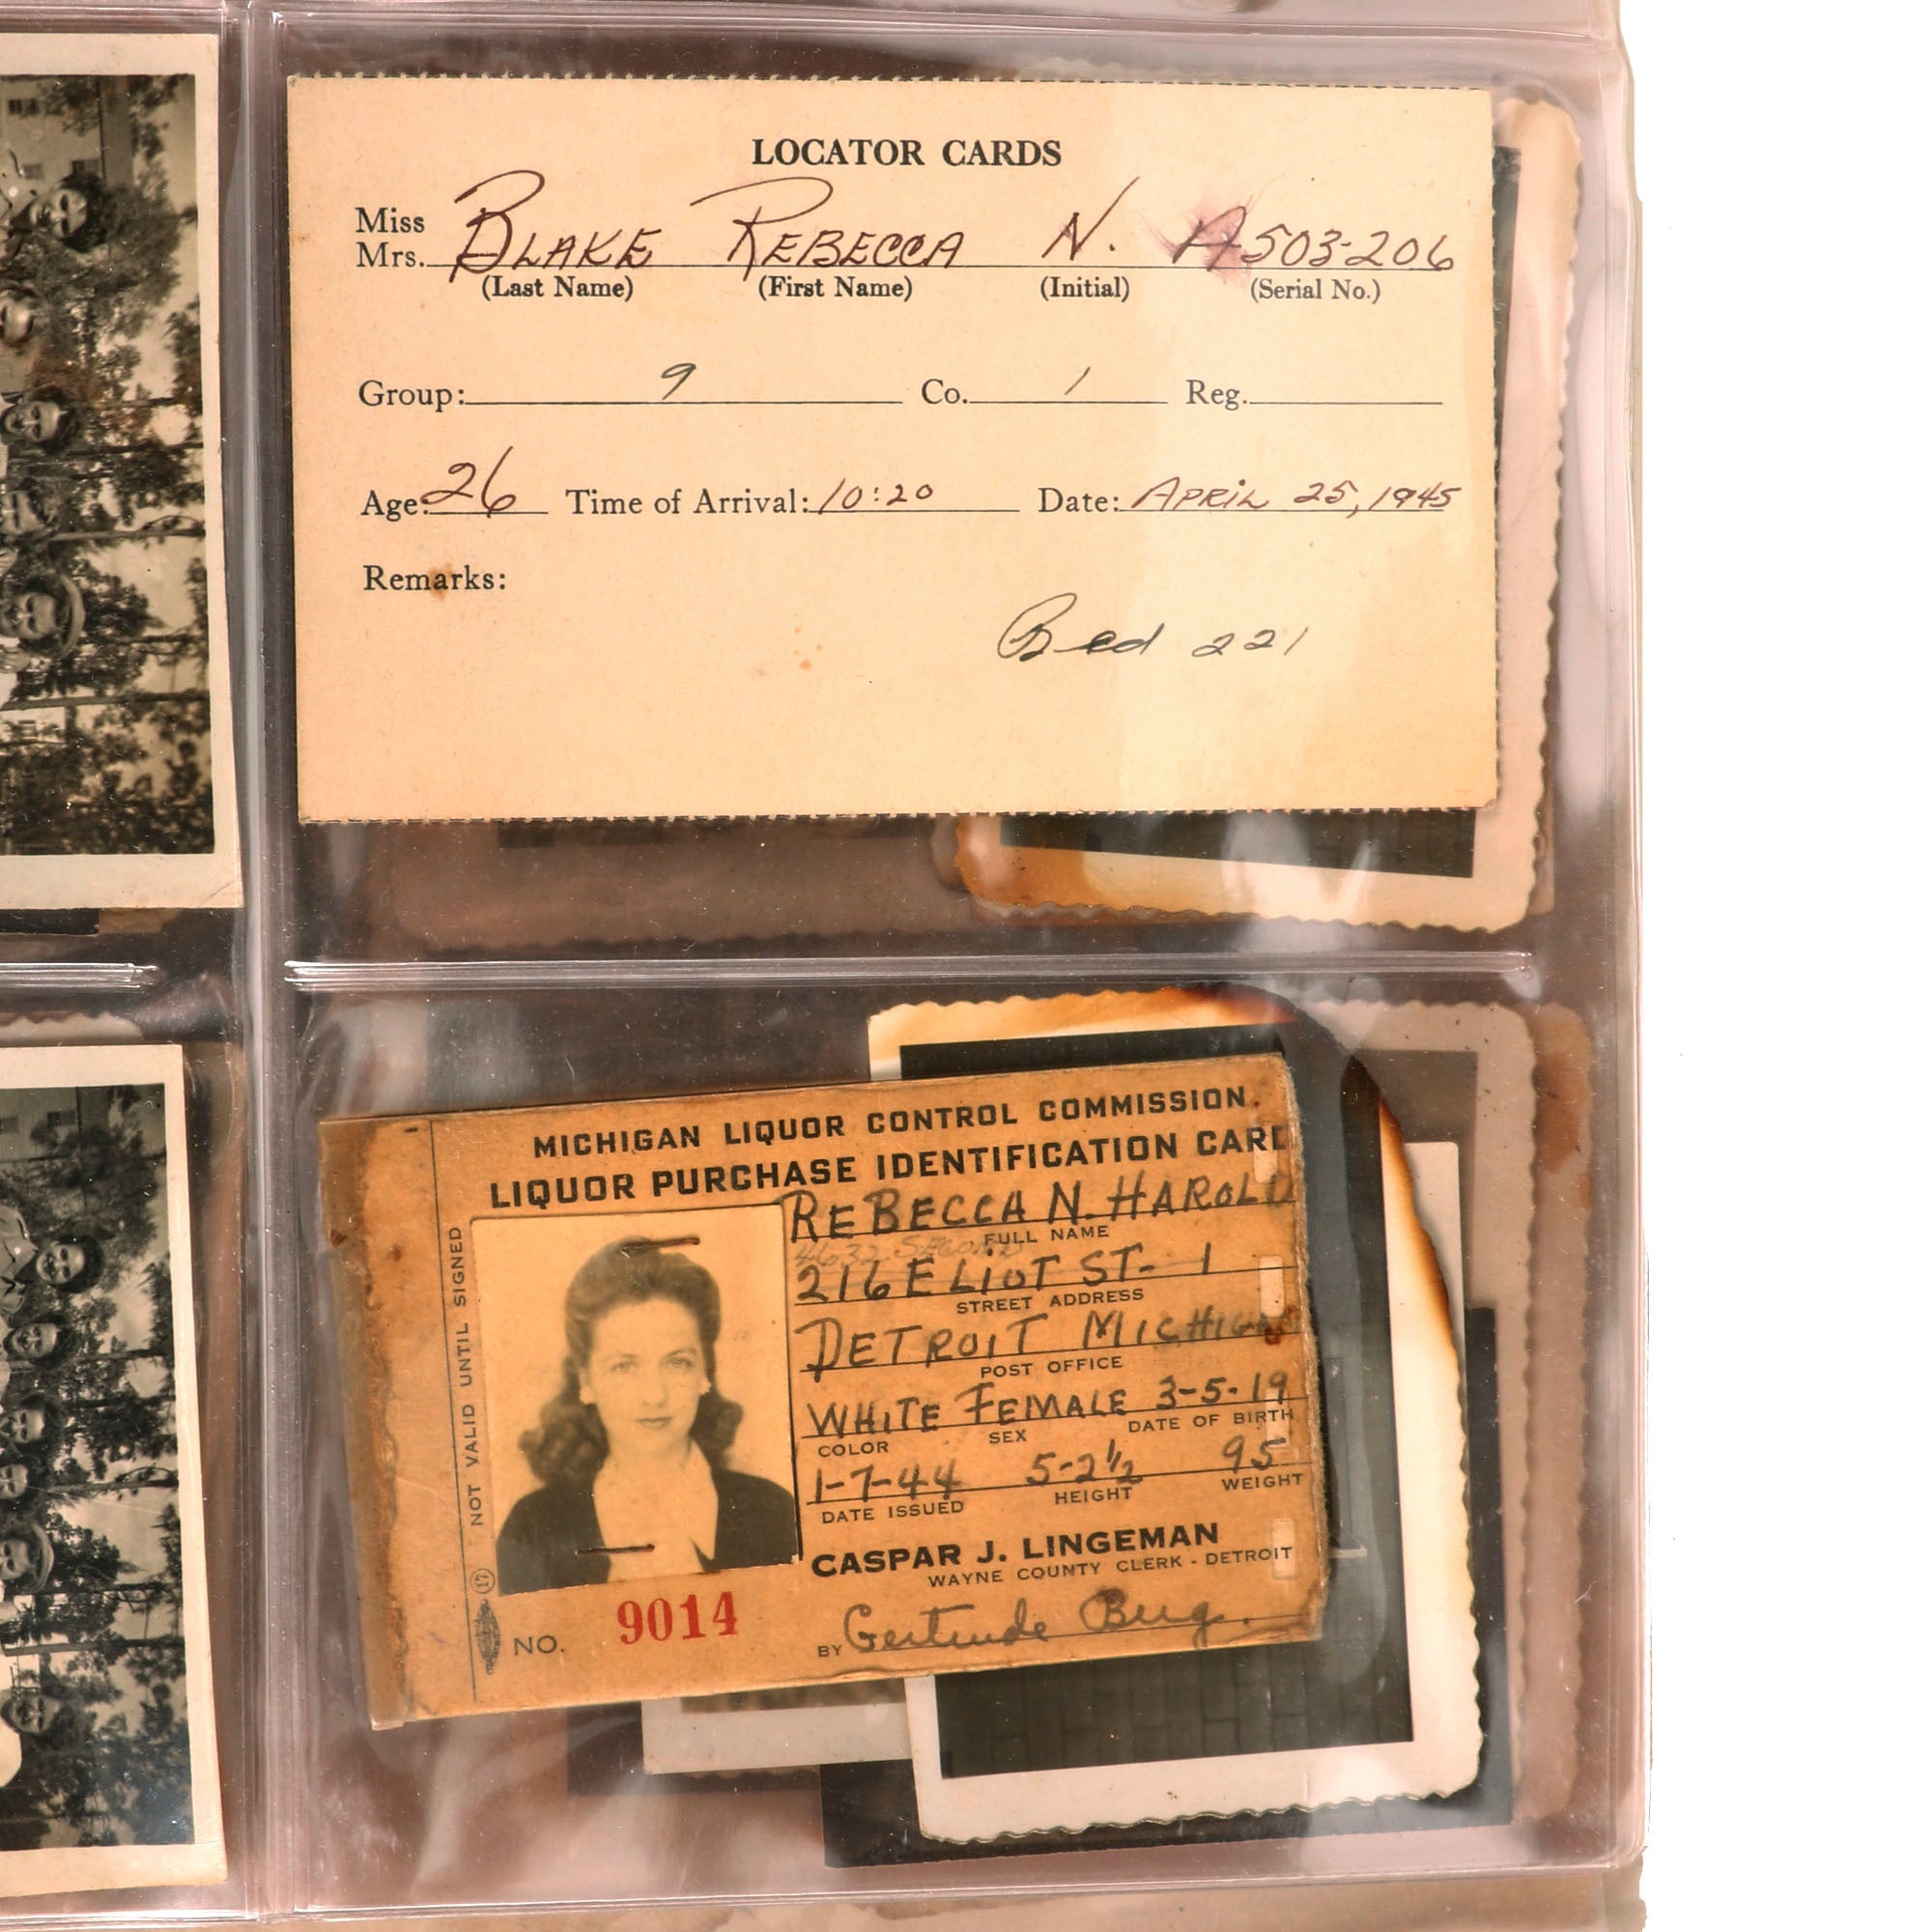 LOCATOR CARDS
Miss
Mrs. BLAKE REBECCA N. A503-206
(Last Name) (First Name) (Initial) (Serial No.)
Group: 9 Co. 1 Reg.
Age: 26 Time of Arrival: 10:20 Date: APRIL 25, 1945
Remarks:
Bed 221
MICHIGAN LIQUOR CONTROL COMMISSION.
LIQUOR PURCHASE IDENTIFICATION CARD
NOT VALID UNTIL SIGNED
REBECCA N. HAROLD
FULL NAME
4632 SECOND
216 ELIOT ST- 1
STREET ADDRESS
DETROIT MICHIGAN
POST OFFICE
WHITE FEMALE 3-5-19
COLOR SEX DATE OF BIRTH
1-7-44 5-2½ 95
DATE ISSUED HEIGHT WEIGHT
CASPAR J. LINGEMAN
WAYNE COUNTY CLERK - DETROIT
17
NO. 9014
BY Gertrude Berg.